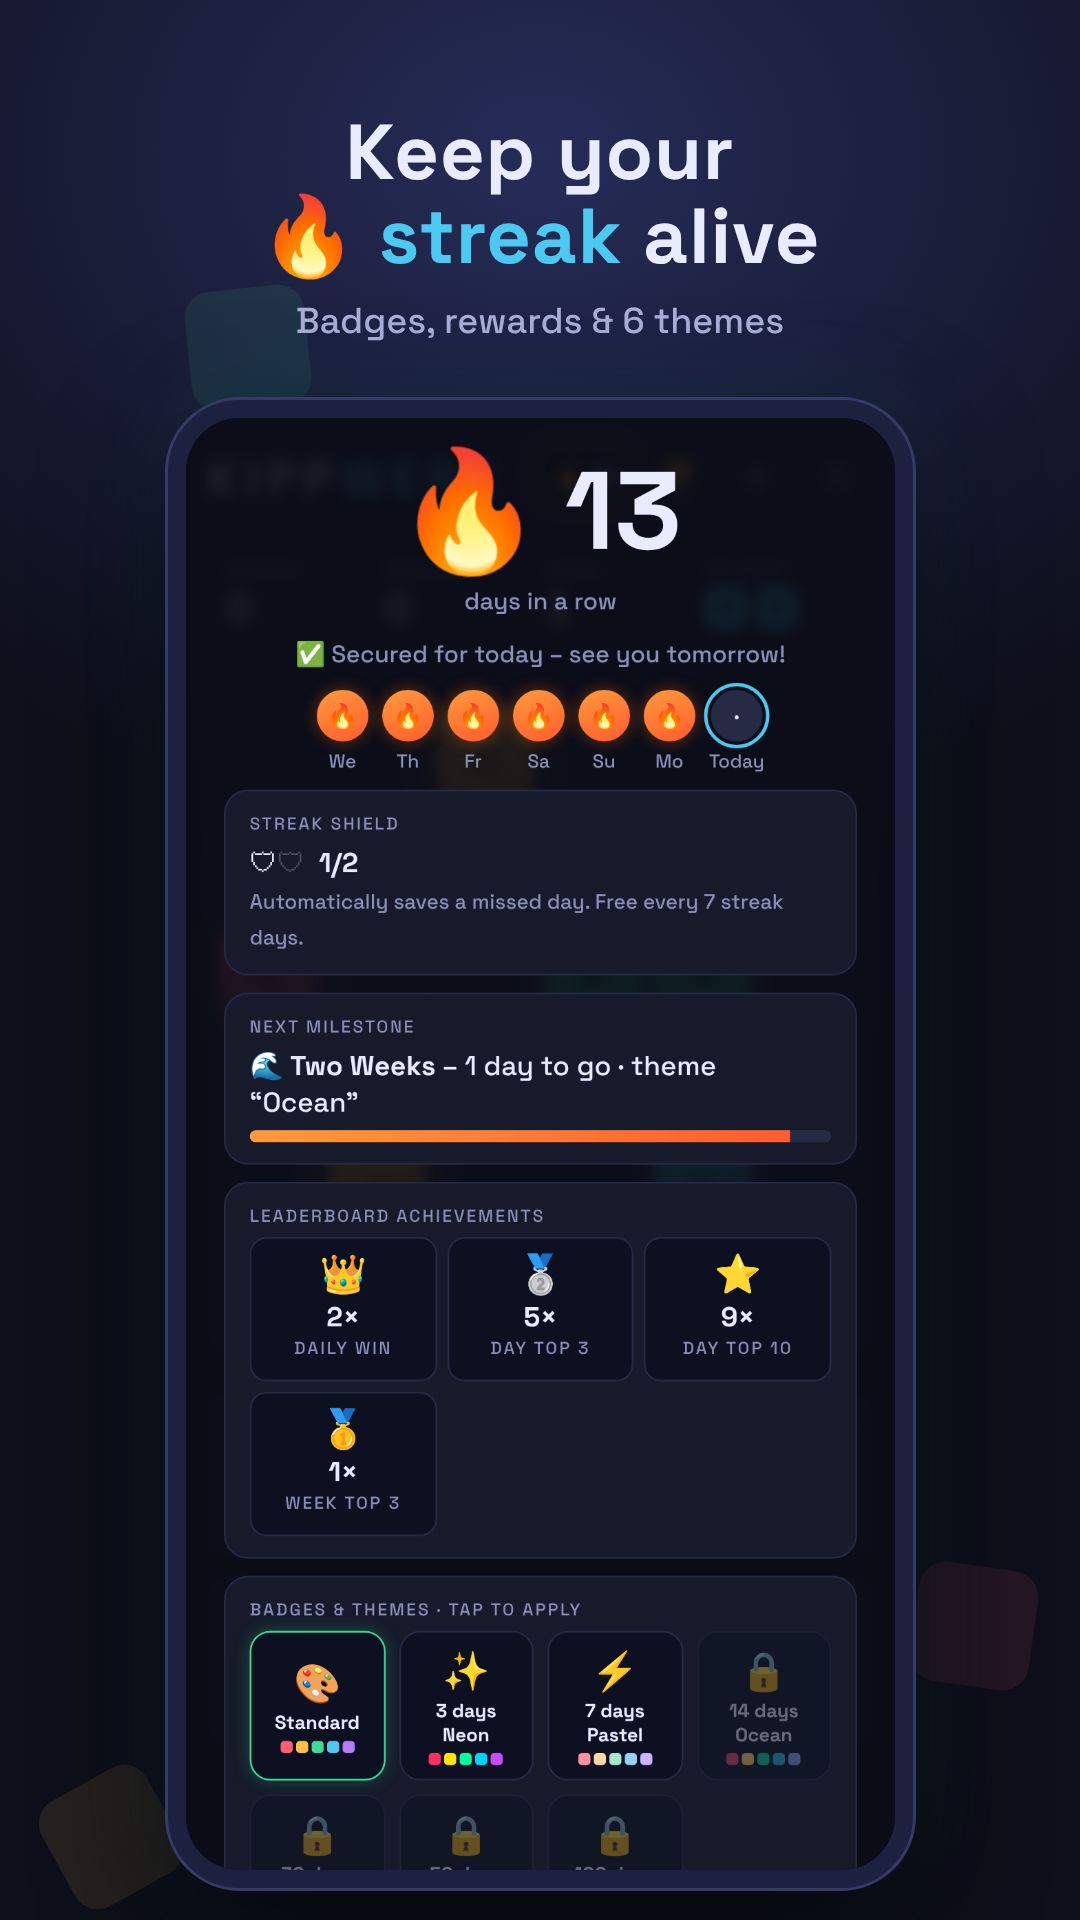 Keep your
🔥 streak alive
Badges, rewards & 6 themes
🔥 13
days in a row
✅ Secured for today – see you tomorrow!
We Th Fr Sa Su Mo Today
STREAK SHIELD
1/2
Automatically saves a missed day. Free every 7 streak
days.
NEXT MILESTONE
🌊 Two Weeks – 1 day to go · theme
“Ocean”
LEADERBOARD ACHIEVEMENTS
2× 5× 9×
DAILY WIN DAY TOP 3 DAY TOP 10
1×
WEEK TOP 3
BADGES & THEMES · TAP TO APPLY
Standard
3 days
Neon
7 days
Pastel
14 days
Ocean